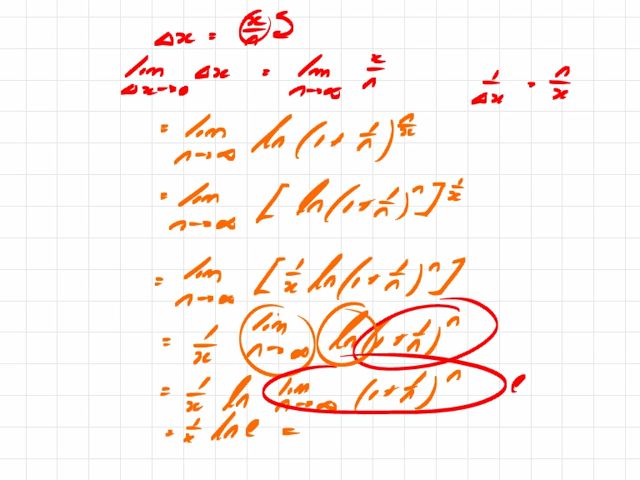 Δx = x/n
lim Δx→0 Δx = lim n→∞ x/n
1/Δx = n/x
= lim n→∞ ln (1 + 1/n)^(n/x)
= lim n→∞ [ ln (1 + 1/n)^n ]^(1/x)
= lim n→∞ [ 1/x ln (1 + 1/n)^n ]
= 1/x lim n→∞ ln (1 + 1/n)^n
= 1/x ln lim n→∞ (1 + 1/n)^n e
= 1/x ln e =